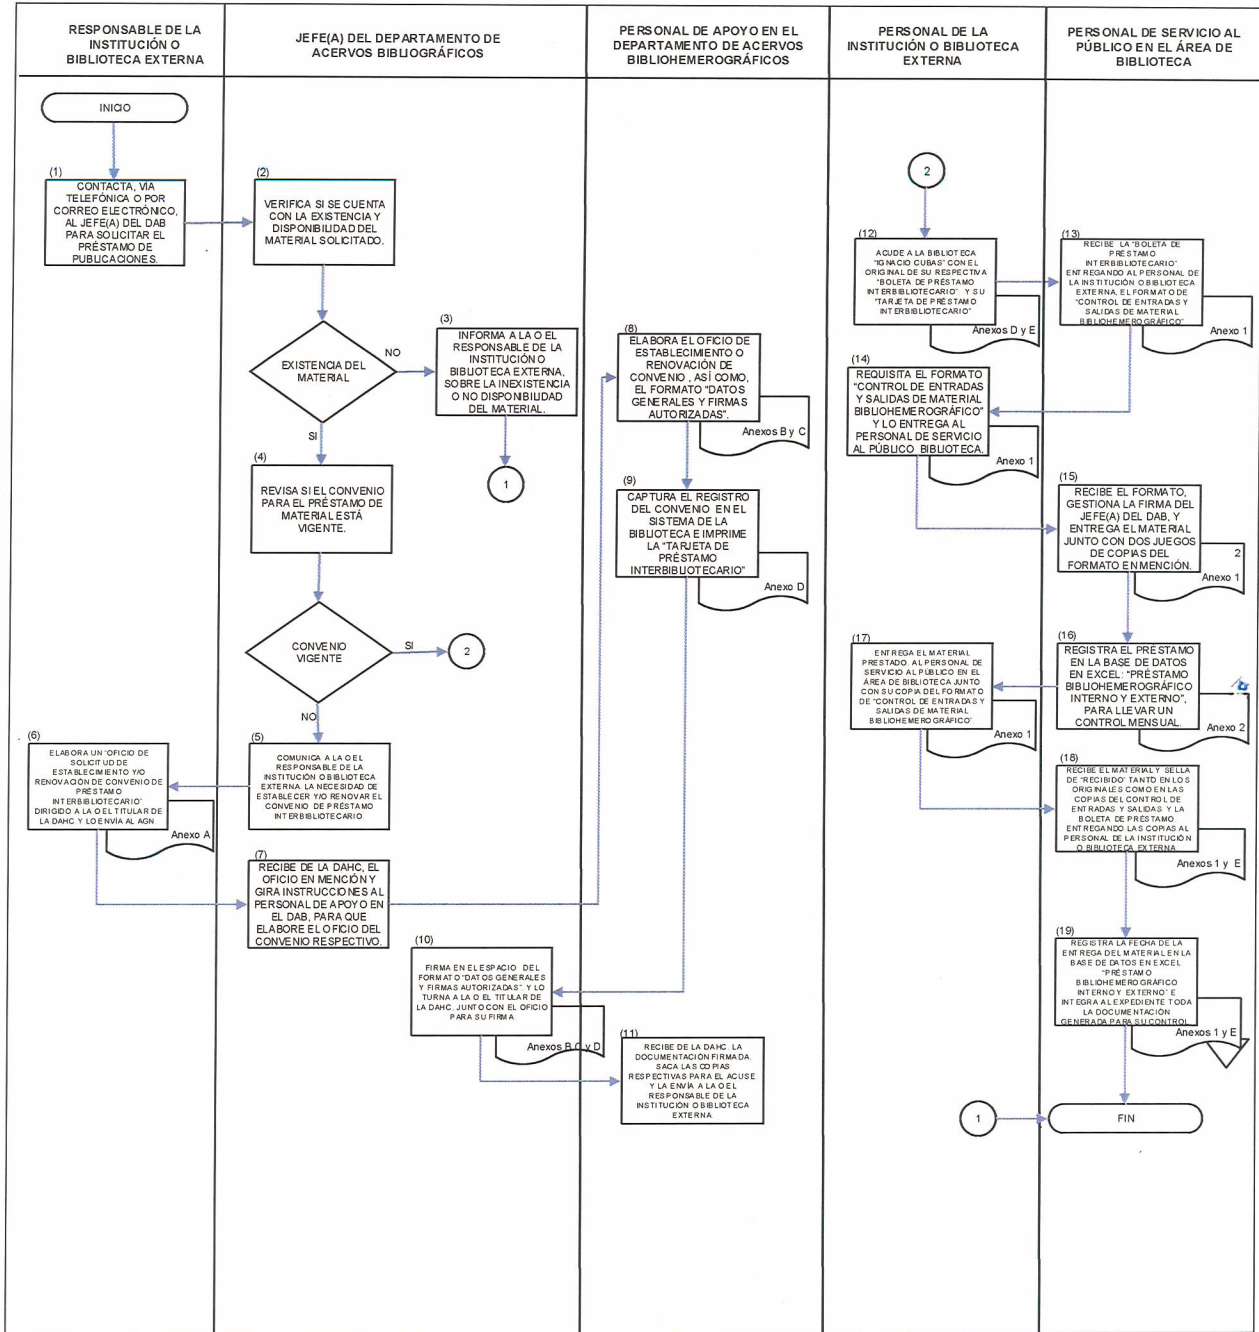 RESPONSABLE DE LA
INSTITUCIÓN O
BIBLIOTECA EXTERNA
JEFE(A) DEL DEPARTAMENTO DE
ACERVOS BIBLIOGRÁFICOS
PERSONAL DE APOYO EN EL
DEPARTAMENTO DE ACERVOS
BIBLIOHEMEROGRÁFICOS
PERSONAL DE LA
INSTITUCIÓN O BIBLIOTECA
EXTERNA
PERSONAL DE SERVICIO AL
PÚBLICO EN EL ÁREA DE
BIBLIOTECA
INICIO
(1)
CONTACTA, VIA
TELEFÓNICA O POR
CORREO ELECTRÓNICO,
AL JEFE(A) DEL DAB
PARA SOLICITAR EL
PRÉSTAMO DE
PUBLICACIONES.
(2)
VERIFICA SI SE CUENTA
CON LA EXISTENCIA Y
DISPONIBILIDAD DEL
MATERIAL SOLICITADO.
EXISTENCIA DEL
MATERIAL
NO
SI
(3)
INFORMA A LA O EL
RESPONSABLE DE LA
INSTITUCIÓN O
BIBLIOTECA EXTERNA,
SOBRE LA INEXISTENCIA
O NO DISPONIBILIDAD
DEL MATERIAL.
1
(4)
REVISA SI EL CONVENIO
PARA EL PRÉSTAMO DE
MATERIAL ESTÁ
VIGENTE.
CONVENIO
VIGENTE
SI
2
NO
(5)
COMUNICA A LA O EL
RESPONSABLE DE LA
INSTITUCIÓN O BIBLIOTECA
EXTERNA. LA NECESIDAD DE
ESTABLECER Y/O RENOVAR EL
CONVENIO DE PRÉSTAMO
INTERBIBLIOTECARIO
(6)
ELABORA UN "OFICIO DE
SOLICITUD DE
ESTABLECIMIENTO Y/O
RENOVACIÓN DE CONVENIO DE
PRÉSTAMO
INTERBIBLIOTECARIO"
DIRIGIDO A LA O EL TITULAR DE
LA DAHC Y LO ENVÍA AL AGN
Anexo A
(7)
RECIBE DE LA DAHC, EL
OFICIO EN MENCIÓN Y
GIRA INSTRUCCIONES AL
PERSONAL DE APOYO EN
EL DAB, PARA QUE
ELABORE EL OFICIO DEL
CONVENIO RESPECTIVO.
(8)
ELABORA EL OFICIO DE
ESTABLECIMIENTO O
RENOVACIÓN DE
CONVENIO , ASÍ COMO,
EL FORMATO "DATOS
GENERALES Y FIRMAS
AUTORIZADAS".
Anexos B y C
(9)
CAPTURA EL REGISTRO
DEL CONVENIO EN EL
SISTEMA DE LA
BIBLIOTECA E IMPRIME
LA "TARJETA DE
PRÉSTAMO
INTERBIBLIOTECARIO"
Anexo D
(10)
FIRMA EN EL ESPACIO DEL
FORMATO "DATOS GENERALES
Y FIRMAS AUTORIZADAS". Y LO
TURNA A LA O EL TITULAR DE
LA DAHC. JUNTO CON EL OFICIO
PARA SU FIRMA
Anexos B C y D
(11)
RECIBE DE LA DAHC. LA
DOCUMENTACIÓN FIRMADA.
SACA LAS COPIAS
RESPECTIVAS PARA EL ACUSE
Y LA ENVÍA A LA O EL
RESPONSABLE DE LA
INSTITUCIÓN O BIBLIOTECA
EXTERNA
2
(12)
ACUDE A LA BIBLIOTECA
"IGNACIO CUBAS" CON EL
ORIGINAL DE SU RESPECTIVA
"BOLETA DE PRÉSTAMO
INTERBIBLIOTECARIO" Y SU
"TARJETA DE PRÉSTAMO
INTERBIBLIOTECARIO"
Anexos D y E
(13)
RECIBE LA "BOLETA DE
PRÉSTAMO
INTERBIBLIOTECARIO".
ENTREGANDO AL PERSONAL DE
LA INSTITUCIÓN O BIBLIOTECA
EXTERNA, EL FORMATO DE
"CONTROL DE ENTRADAS Y
SALIDAS DE MATERIAL
BIBLIOHEMEROGRÁFICO"
Anexo 1
(14)
REQUISITA EL FORMATO
"CONTROL DE ENTRADAS
Y SALIDAS DE MATERIAL
BIBLIOHEMEROGRÁFICO"
Y LO ENTREGA AL
PERSONAL DE SERVICIO
AL PÚBLICO BIBLIOTECA.
Anexo 1
(15)
RECIBE EL FORMATO,
GESTIONA LA FIRMA DEL
JEFE(A) DEL DAB, Y
ENTREGA EL MATERIAL
JUNTO CON DOS JUEGOS
DE COPIAS DEL
FORMATO EN MENCIÓN.
2
Anexo 1
(16)
REGISTRA EL PRÉSTAMO
EN LA BASE DE DATOS
EN EXCEL: "PRÉSTAMO
BIBLIOHEMEROGRÁFICO
INTERNO Y EXTERNO",
PARA LLEVAR UN
CONTROL MENSUAL.
Anexo 2
(17)
ENTREGA EL MATERIAL
PRESTADO. AL PERSONAL DE
SERVICIO AL PÚBLICO EN EL
ÁREA DE BIBLIOTECA JUNTO
CON SU COPIA DEL FORMATO
DE "CONTROL DE ENTRADAS Y
SALIDAS DE MATERIAL
BIBLIOHEMEROGRÁFICO"
Anexo 1
(18)
RECIBE EL MATERIAL Y SELLA
DE "RECIBIDO" TANTO EN LOS
ORIGINALES COMO EN LAS
COPIAS DEL CONTROL DE
ENTRADAS Y SALIDAS Y LA
BOLETA DE PRÉSTAMO
ENTREGANDO LAS COPIAS AL
PERSONAL DE LA INSTITUCIÓN
O BIBLIOTECA EXTERNA
Anexos 1 y E
(19)
REGISTRA LA FECHA DE LA
ENTREGA DEL MATERIAL EN LA
BASE DE DATOS EN EXCEL
"PRÉSTAMO
BIBLIOHEMEROGRÁFICO
INTERNO Y EXTERNO" E
INTEGRA AL EXPEDIENTE TODA
LA DOCUMENTACIÓN
GENERADA PARA SU CONTROL
Anexos 1 y E
1
FIN